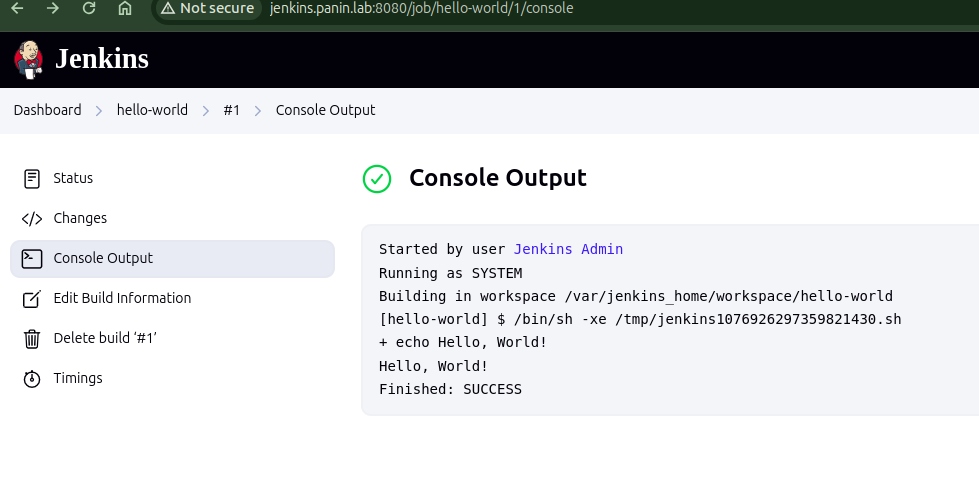 Not secure jenkins.panin.lab:8080/job/hello-world/1/console
Jenkins
Dashboard hello-world #1 Console Output
Status
Changes
Console Output
Edit Build Information
Delete build ‘#1’
Timings
Console Output
Started by user Jenkins Admin
Running as SYSTEM
Building in workspace /var/jenkins_home/workspace/hello-world
[hello-world] $ /bin/sh -xe /tmp/jenkins1076926297359821430.sh
+ echo Hello, World!
Hello, World!
Finished: SUCCESS